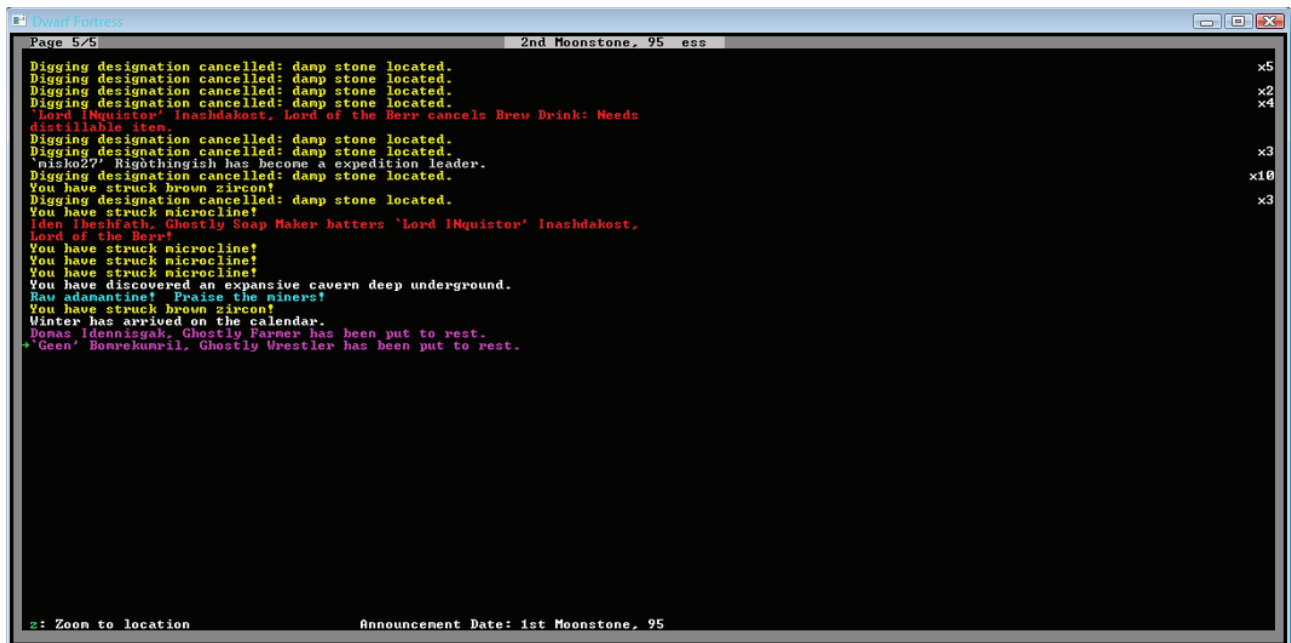 Dwarf Fortress
Page 5/5 2nd Moonstone, 95 ess
Digging designation cancelled: damp stone located. x5
Digging designation cancelled: damp stone located.
Digging designation cancelled: damp stone located. x2
Digging designation cancelled: damp stone located. x4
`Lord INquistor' Inashdakost, Lord of the Berr cancels Brew Drink: Needs
distillable item.
Digging designation cancelled: damp stone located.
Digging designation cancelled: damp stone located. x3
`misko27' Rigòthingish has become a expedition leader.
Digging designation cancelled: damp stone located. x10
You have struck brown zircon!
Digging designation cancelled: damp stone located. x3
You have struck microcline!
Iden Ibeshfath, Ghostly Soap Maker batters `Lord INquistor' Inashdakost,
Lord of the Berr!
You have struck microcline!
You have struck microcline!
You have struck microcline!
You have discovered an expansive cavern deep underground.
Raw adamantine! Praise the miners!
You have struck brown zircon!
Winter has arrived on the calendar.
Domas Idennisgak, Ghostly Farmer has been put to rest.
`Geen' Bomrekumril, Ghostly Wrestler has been put to rest.
z: Zoom to location Announcement Date: 1st Moonstone, 95